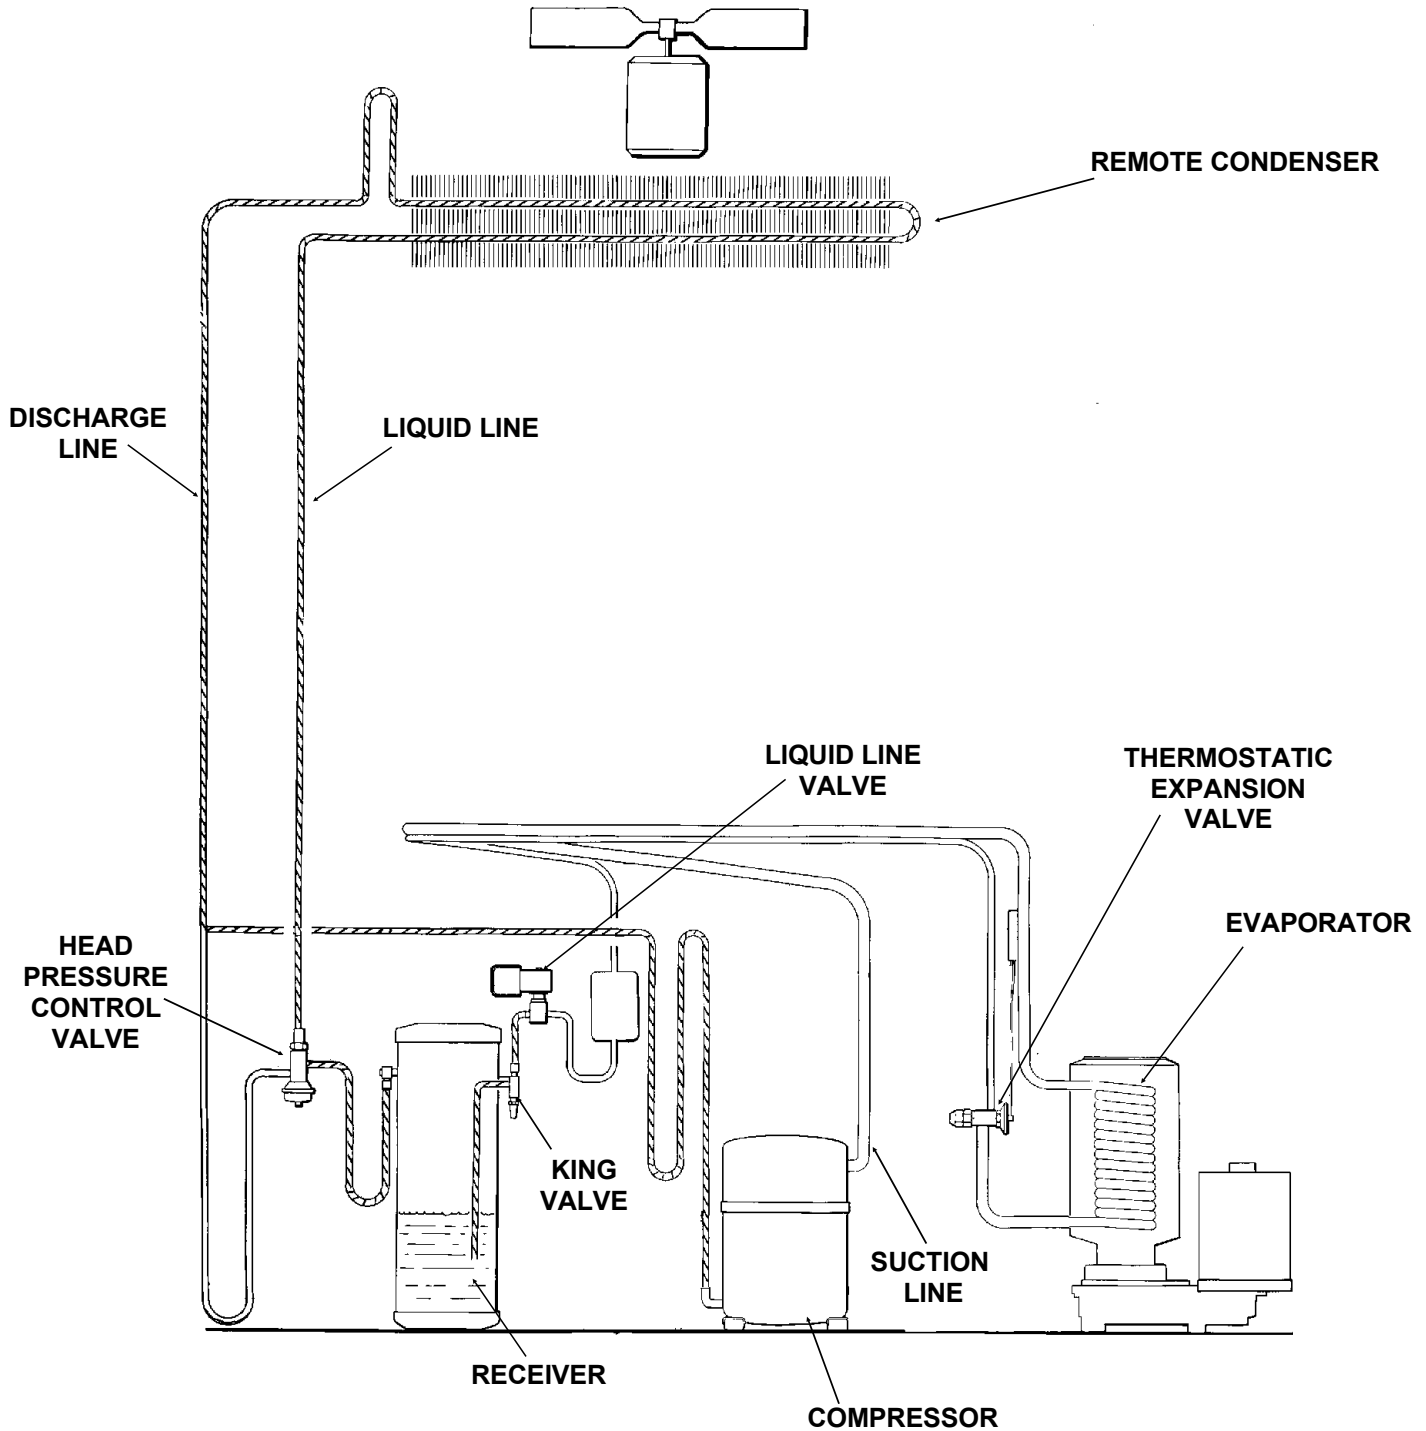 REMOTE CONDENSER
DISCHARGE
LINE
LIQUID LINE
LIQUID LINE
VALVE
THERMOSTATIC
EXPANSION
VALVE
EVAPORATOR
HEAD
PRESSURE
CONTROL
VALVE
KING
VALVE
SUCTION
LINE
RECEIVER
COMPRESSOR